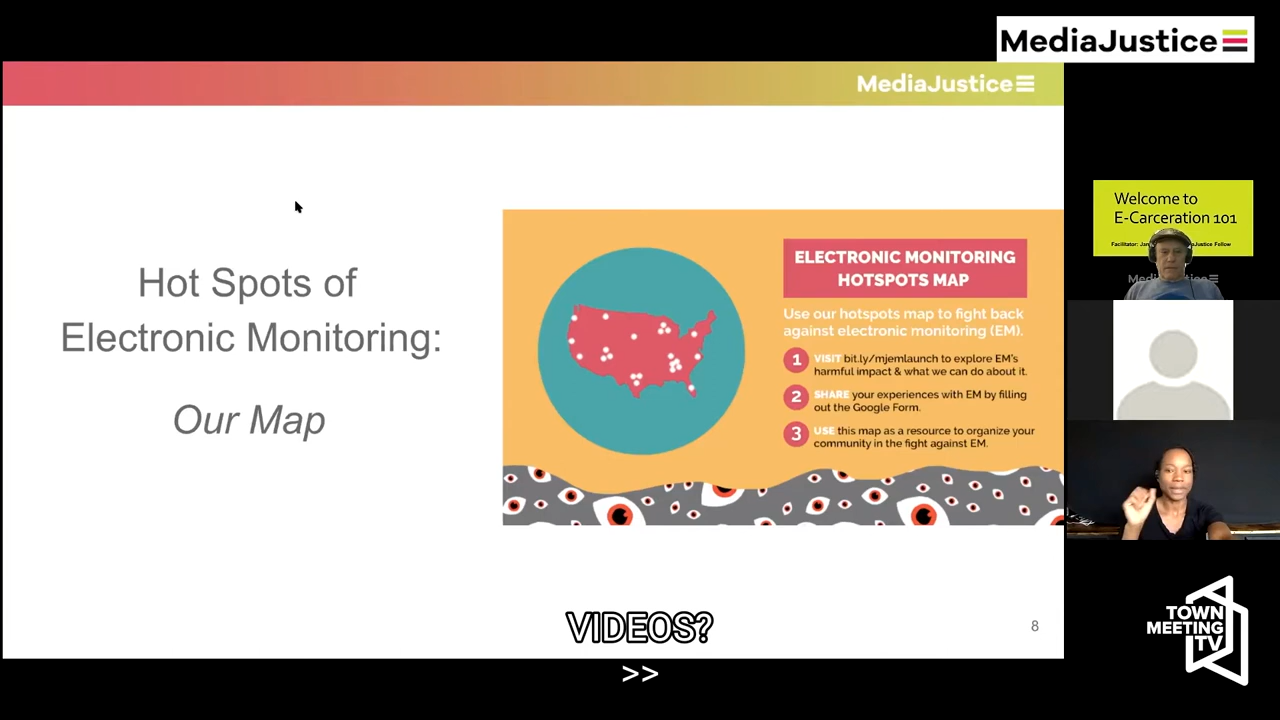 MediaJustice
MediaJustice
Hot Spots of
Electronic Monitoring:
Our Map
ELECTRONIC MONITORING
HOTSPOTS MAP
Use our hotspots map to fight back
against electronic monitoring (EM).
1 VISIT bit.ly/mjemlaunch to explore EM's
harmful impact & what we can do about it.
2 SHARE your experiences with EM by filling
out the Google Form.
3 USE this map as a resource to organize your
community in the fight against EM.
8
Welcome to
E-Carceration 101
Facilitator: Justice Fellow
VIDEOS?
>>
TOWN
MEETING
TV